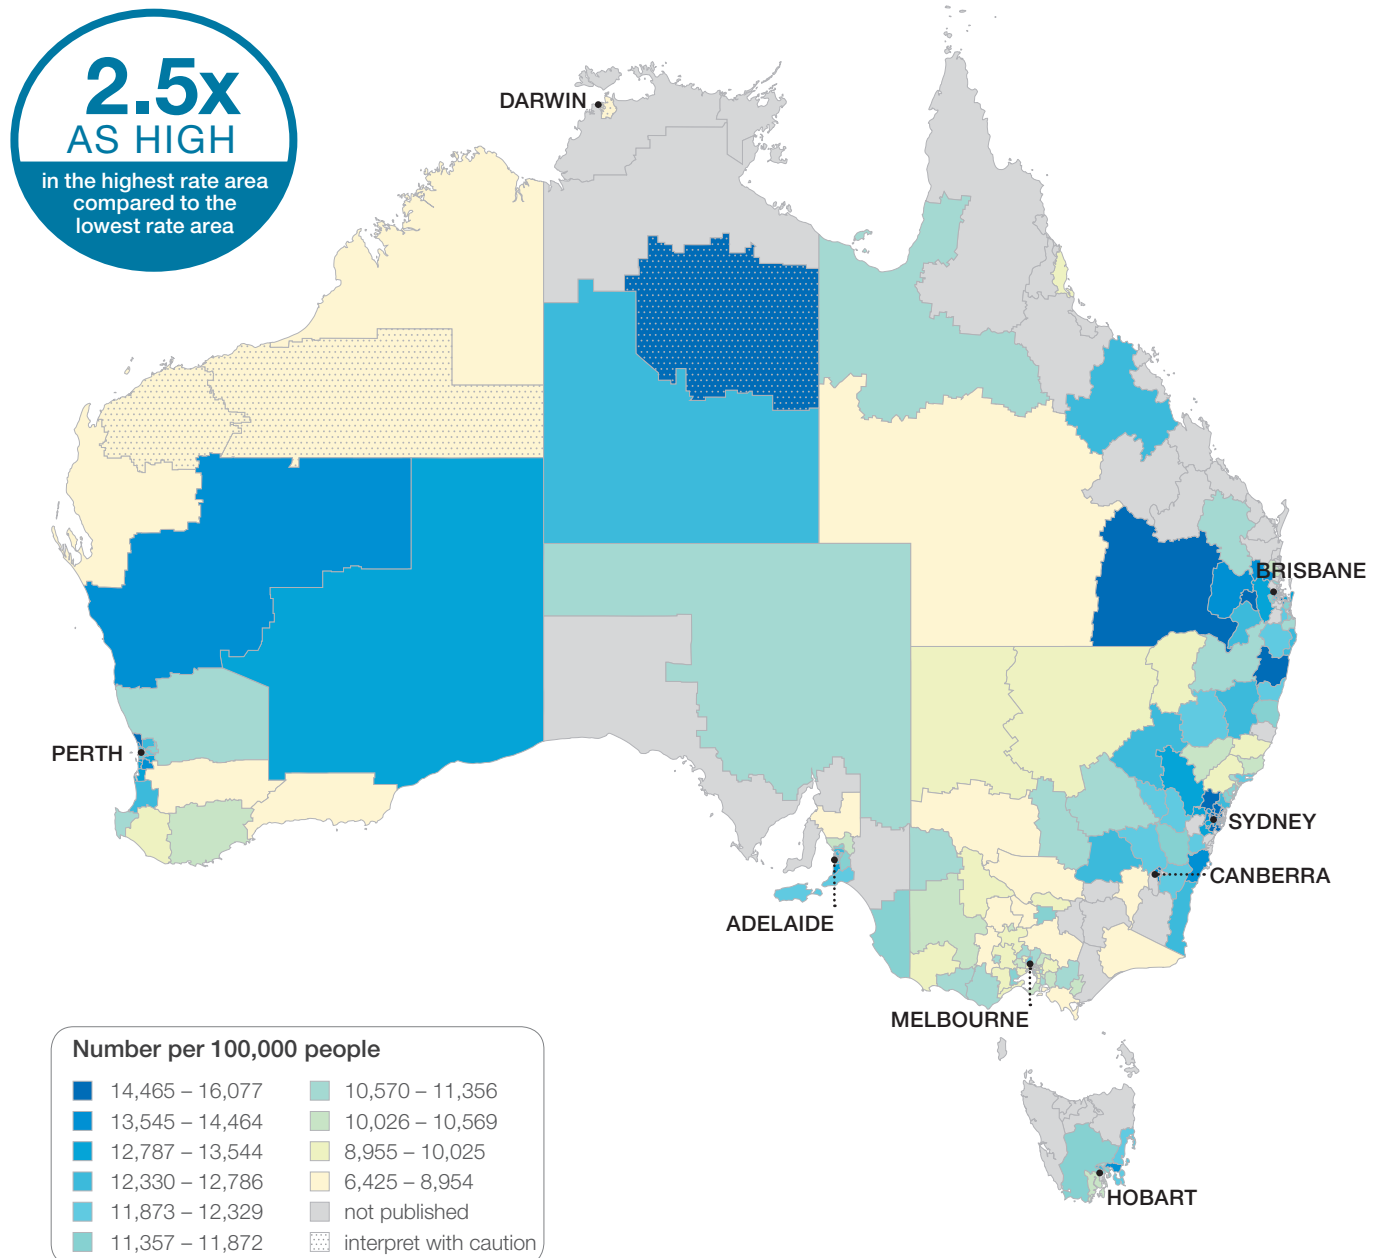 2.5x
AS HIGH
in the highest rate area
compared to the
lowest rate area
DARWIN
BRISBANE
PERTH
SYDNEY
CANBERRA
ADELAIDE
MELBOURNE
HOBART
Number per 100,000 people
14,465 – 16,077
13,545 – 14,464
12,787 – 13,544
12,330 – 12,786
11,873 – 12,329
11,357 – 11,872
10,570 – 11,356
10,026 – 10,569
8,955 – 10,025
6,425 – 8,954
not published
interpret with caution